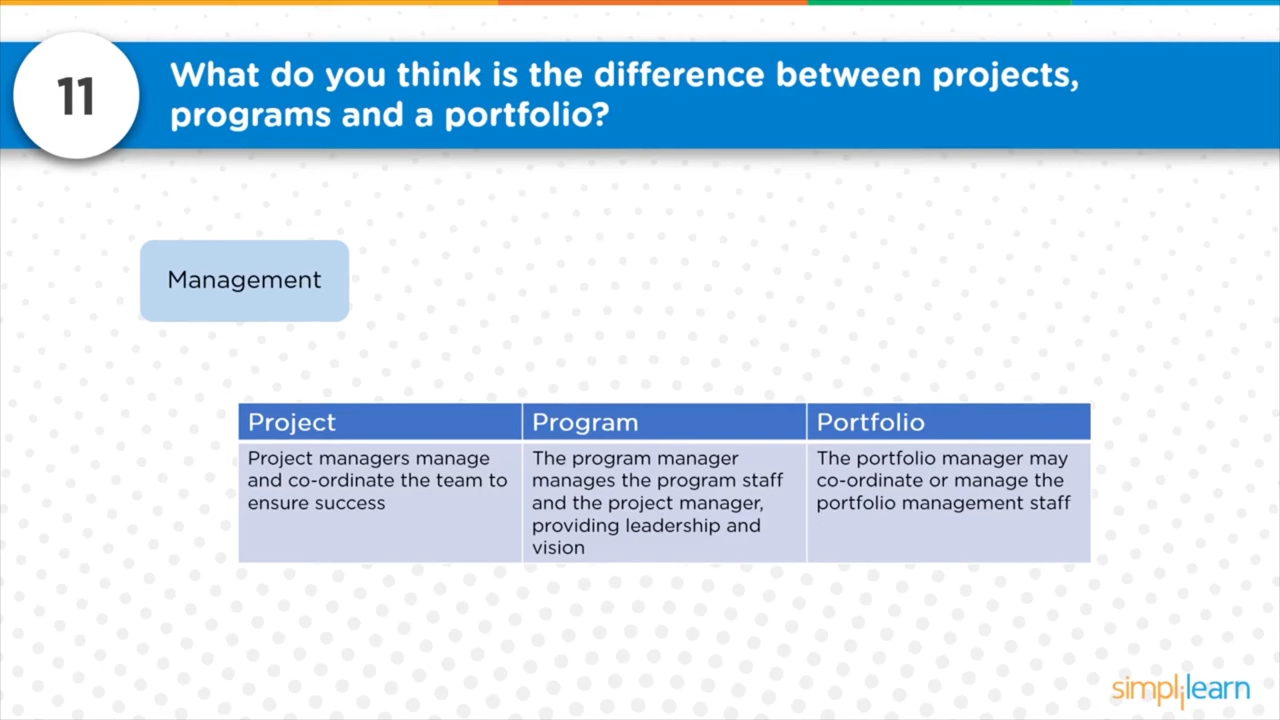 11
What do you think is the difference between projects,
programs and a portfolio?
Management
Project
Program
Portfolio
Project managers manage
and co-ordinate the team to
ensure success
The program manager
manages the program staff
and the project manager,
providing leadership and
vision
The portfolio manager may
co-ordinate or manage the
portfolio management staff
simplilearn